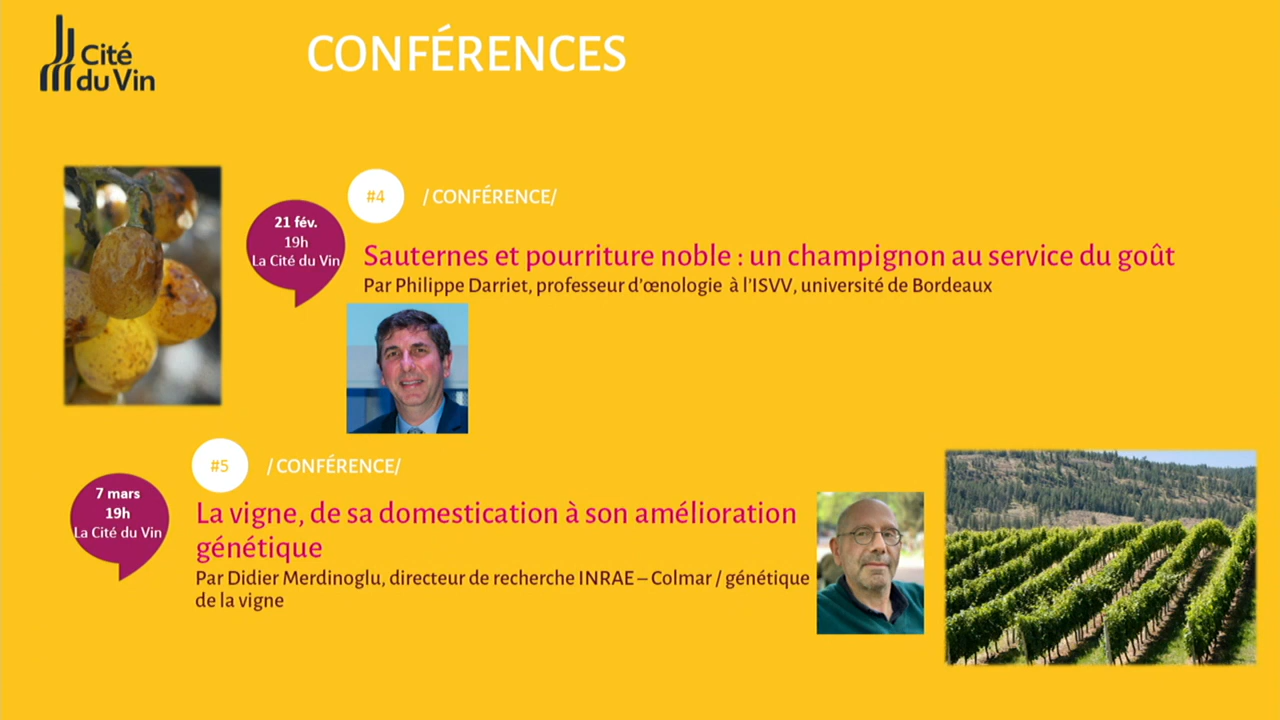 Cité
du Vin
CONFÉRENCES
#4
/ CONFÉRENCE/
21 fév.
19h
La Cité du Vin
Sauternes et pourriture noble : un champignon au service du goût
Par Philippe Darriet, professeur d'œnologie à l'ISVV, université de Bordeaux
#5
/ CONFÉRENCE/
7 mars
19h
La Cité du Vin
La vigne, de sa domestication à son amélioration
génétique
Par Didier Merdinoglu, directeur de recherche INRAE – Colmar / génétique
de la vigne